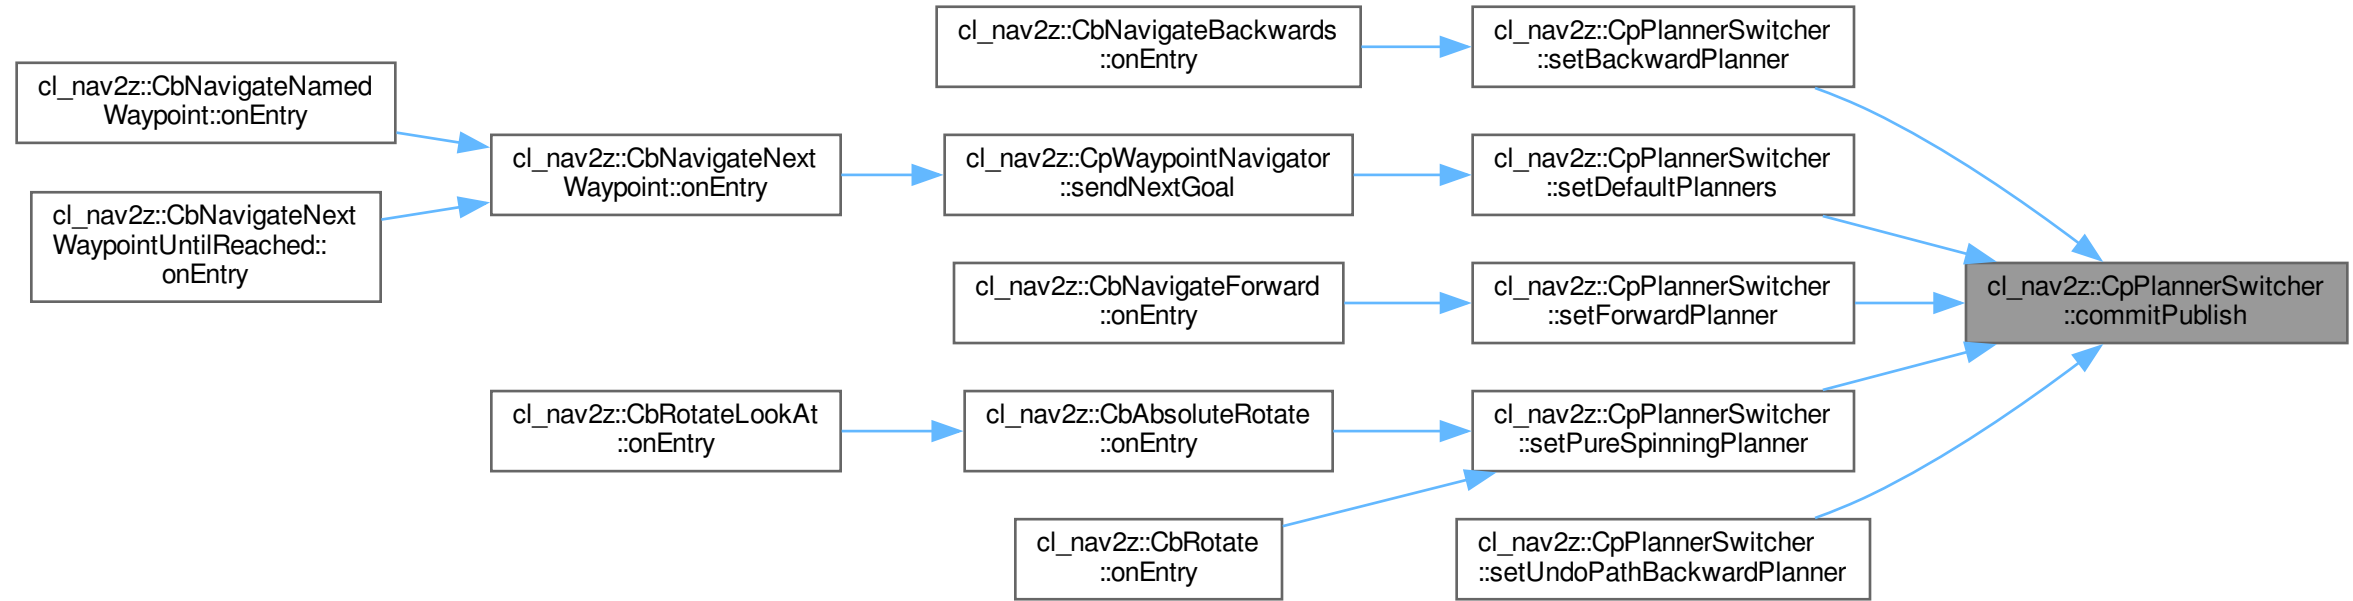 cl_nav2z::CbNavigateNamed
Waypoint::onEntry
cl_nav2z::CbNavigateNext
WaypointUntilReached::
onEntry
cl_nav2z::CbNavigateNext
Waypoint::onEntry
cl_nav2z::CbRotateLookAt
::onEntry
cl_nav2z::CbNavigateBackwards
::onEntry
cl_nav2z::CpWaypointNavigator
::sendNextGoal
cl_nav2z::CbNavigateForward
::onEntry
cl_nav2z::CbAbsoluteRotate
::onEntry
cl_nav2z::CbRotate
::onEntry
cl_nav2z::CpPlannerSwitcher
::setBackwardPlanner
cl_nav2z::CpPlannerSwitcher
::setDefaultPlanners
cl_nav2z::CpPlannerSwitcher
::setForwardPlanner
cl_nav2z::CpPlannerSwitcher
::setPureSpinningPlanner
cl_nav2z::CpPlannerSwitcher
::setUndoPathBackwardPlanner
cl_nav2z::CpPlannerSwitcher
::commitPublish